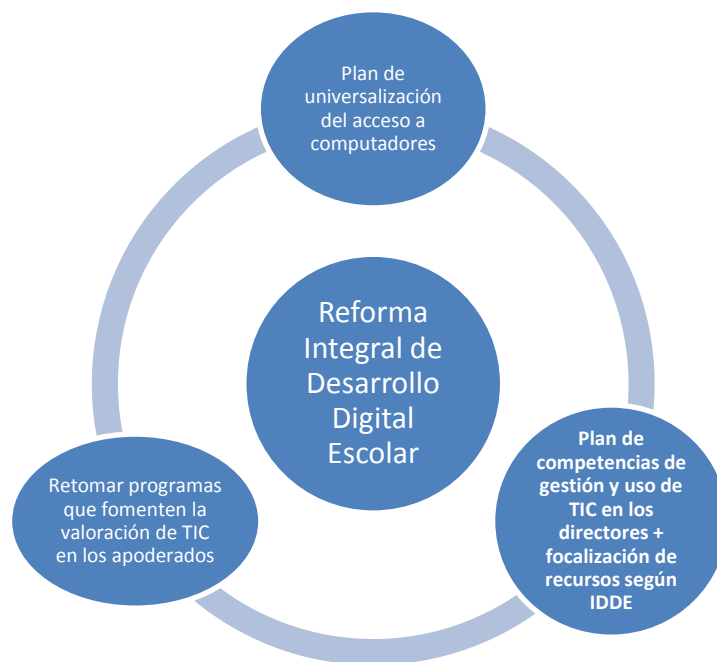 Plan de
universalización
del acceso a
computadores
Reforma
Integral de
Desarrollo
Digital
Escolar
Plan de
competencias de
gestión y uso de
TIC en los
directores +
focalización de
recursos según
IDDE
Retomar programas
que fomenten la
valoración de TIC
en los apoderados